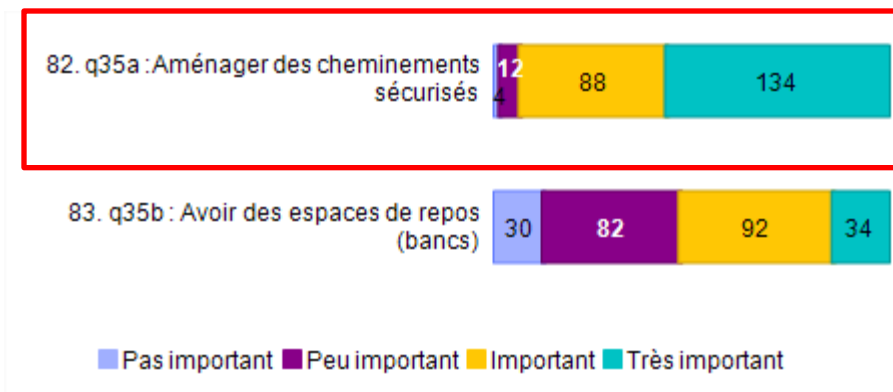 82. q35a :Aménager des cheminements
sécurisés
4 12 88 134
83. q35b : Avoir des espaces de repos
(bancs)
30 82 92 34
Pas important Peu important Important Très important